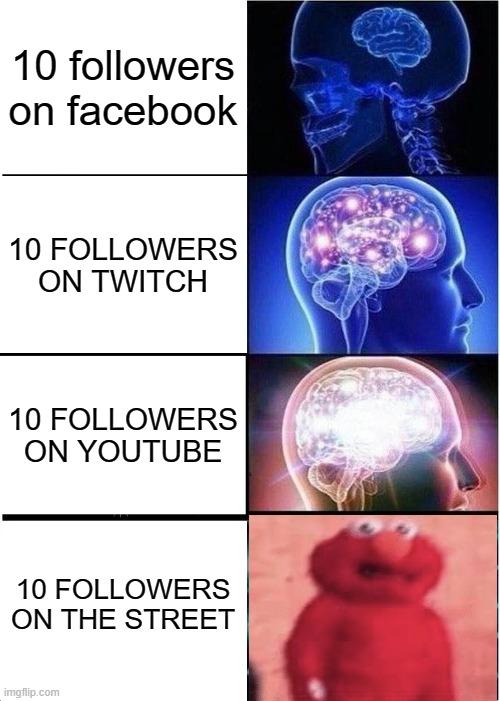 10 followers
on facebook
10 FOLLOWERS
ON TWITCH
10 FOLLOWERS
ON YOUTUBE
10 FOLLOWERS
ON THE STREET
imgflip.com